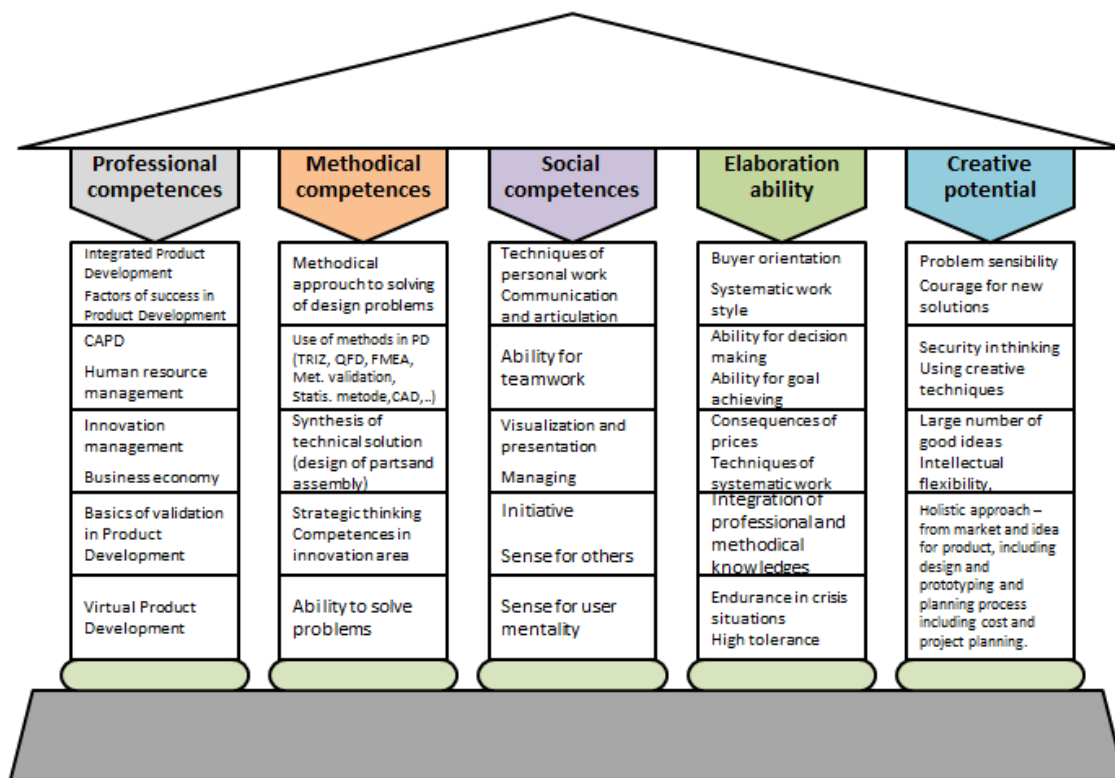 Professional
competences
Integrated Product
Development
Factors of success in
Product Development
CAPD
Human resource
management
Innovation
management
Business economy
Basics of validation
in Product
Development
Virtual Product
Development
Methodical
competences
Methodical
approuch to solving
of design problems
Use of methods in PD
(TRIZ, QFD, FMEA,
Met. validation,
Statis. metode,CAD,..)
Synthesis of
technical solution
(design of partsand
assembly)
Strategic thinking
Competences in
innovation area
Ability to solve
problems
Social
competences
Techniques of
personal work
Communication
and articulation
Ability for
teamwork
Visualization and
presentation
Managing
Initiative
Sense for others
Sense for user
mentality
Elaboration
ability
Buyer orientation
Systematic work
style
Ability for decision
making
Ability for goal
achieving
Consequences of
prices
Techniques of
systematic work
Integration of
professional and
methodical
knowledges
Endurance in crisis
situations
High tolerance
Creative
potential
Problem sensibility
Courage for new
solutions
Security in thinking
Using creative
techniques
Large number of
good ideas
Intellectual
flexibility,
Holistic approach –
from market and idea
for product, including
design and
prototyping and
planning process
including cost and
project planning.